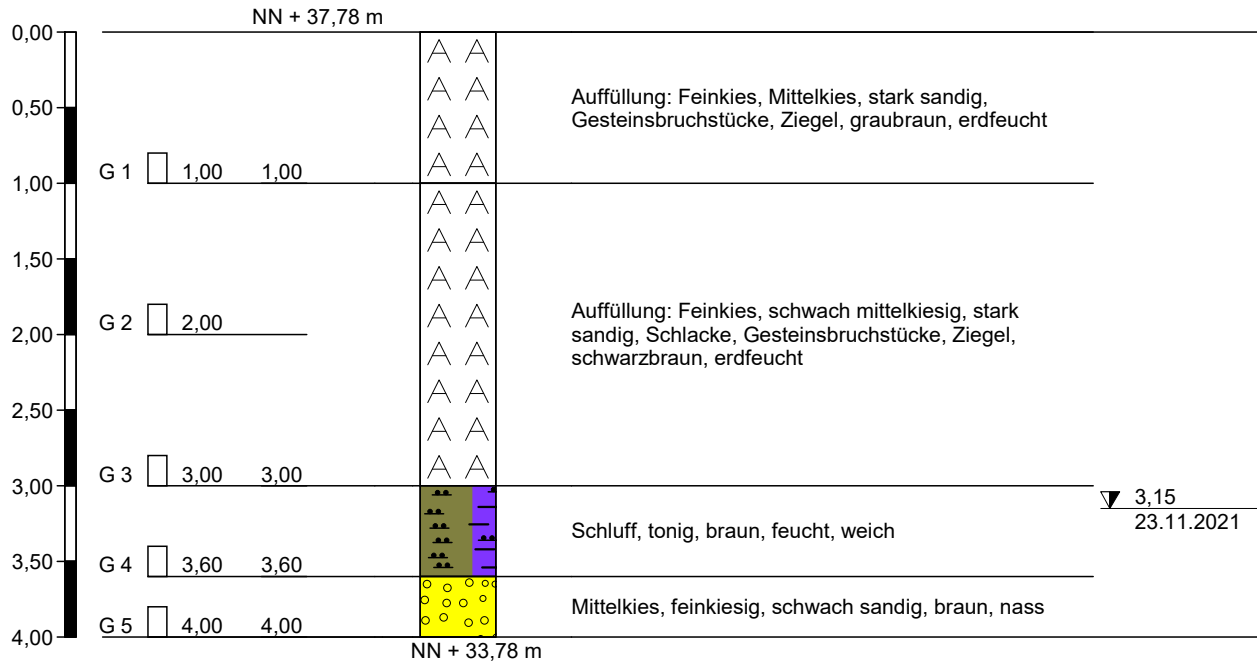 NN + 37,78 m
0,00
Auffüllung: Feinkies, Mittelkies, stark sandig,
Gesteinsbruchstücke, Ziegel, graubraun, erdfeucht
0,50
G 1 1,00 1,00
1,00
1,50
Auffüllung: Feinkies, schwach mittelkiesig, stark
sandig, Schlacke, Gesteinsbruchstücke, Ziegel,
schwarzbraun, erdfeucht
G 2 2,00
2,00
2,50
G 3 3,00 3,00
3,00
3,15
23.11.2021
Schluff, tonig, braun, feucht, weich
3,50
G 4 3,60 3,60
Mittelkies, feinkiesig, schwach sandig, braun, nass
G 5 4,00 4,00
4,00
NN + 33,78 m